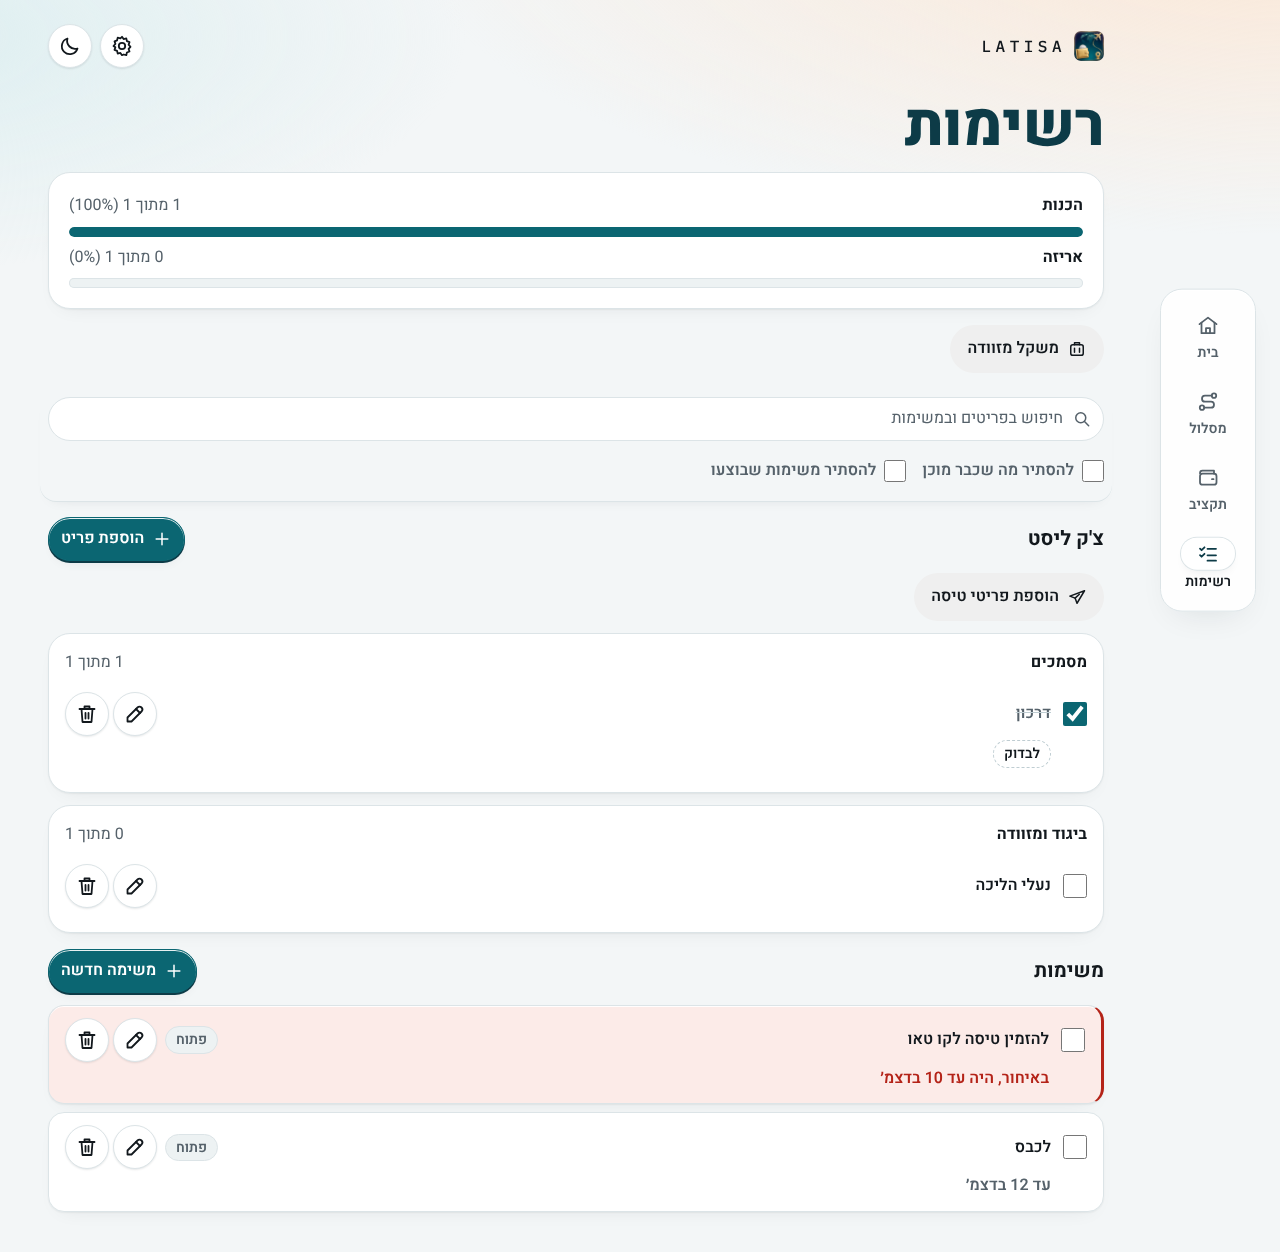 LATISA
רשימות
הכנות 1 מתוך 1 (100%)
אריזה 0 מתוך 1 (0%)
משקל מזוודה
חיפוש בפריטים ובמשימות
להסתיר מה שכבר מוכן להסתיר משימות שבוצעו
צ'ק ליסט הוספת פריט
הוספת פריטי טיסה
מסמכים 1 מתוך 1
דרכון
לבדוק
ביגוד ומזוודה 0 מתוך 1
נעלי הליכה
משימות משימה חדשה
להזמין טיסה לקו טאו פתוח
באיחור, היה עד 10 בדצמ׳
לכבס פתוח
עד 12 בדצמ׳
בית
מסלול
תקציב
רשימות